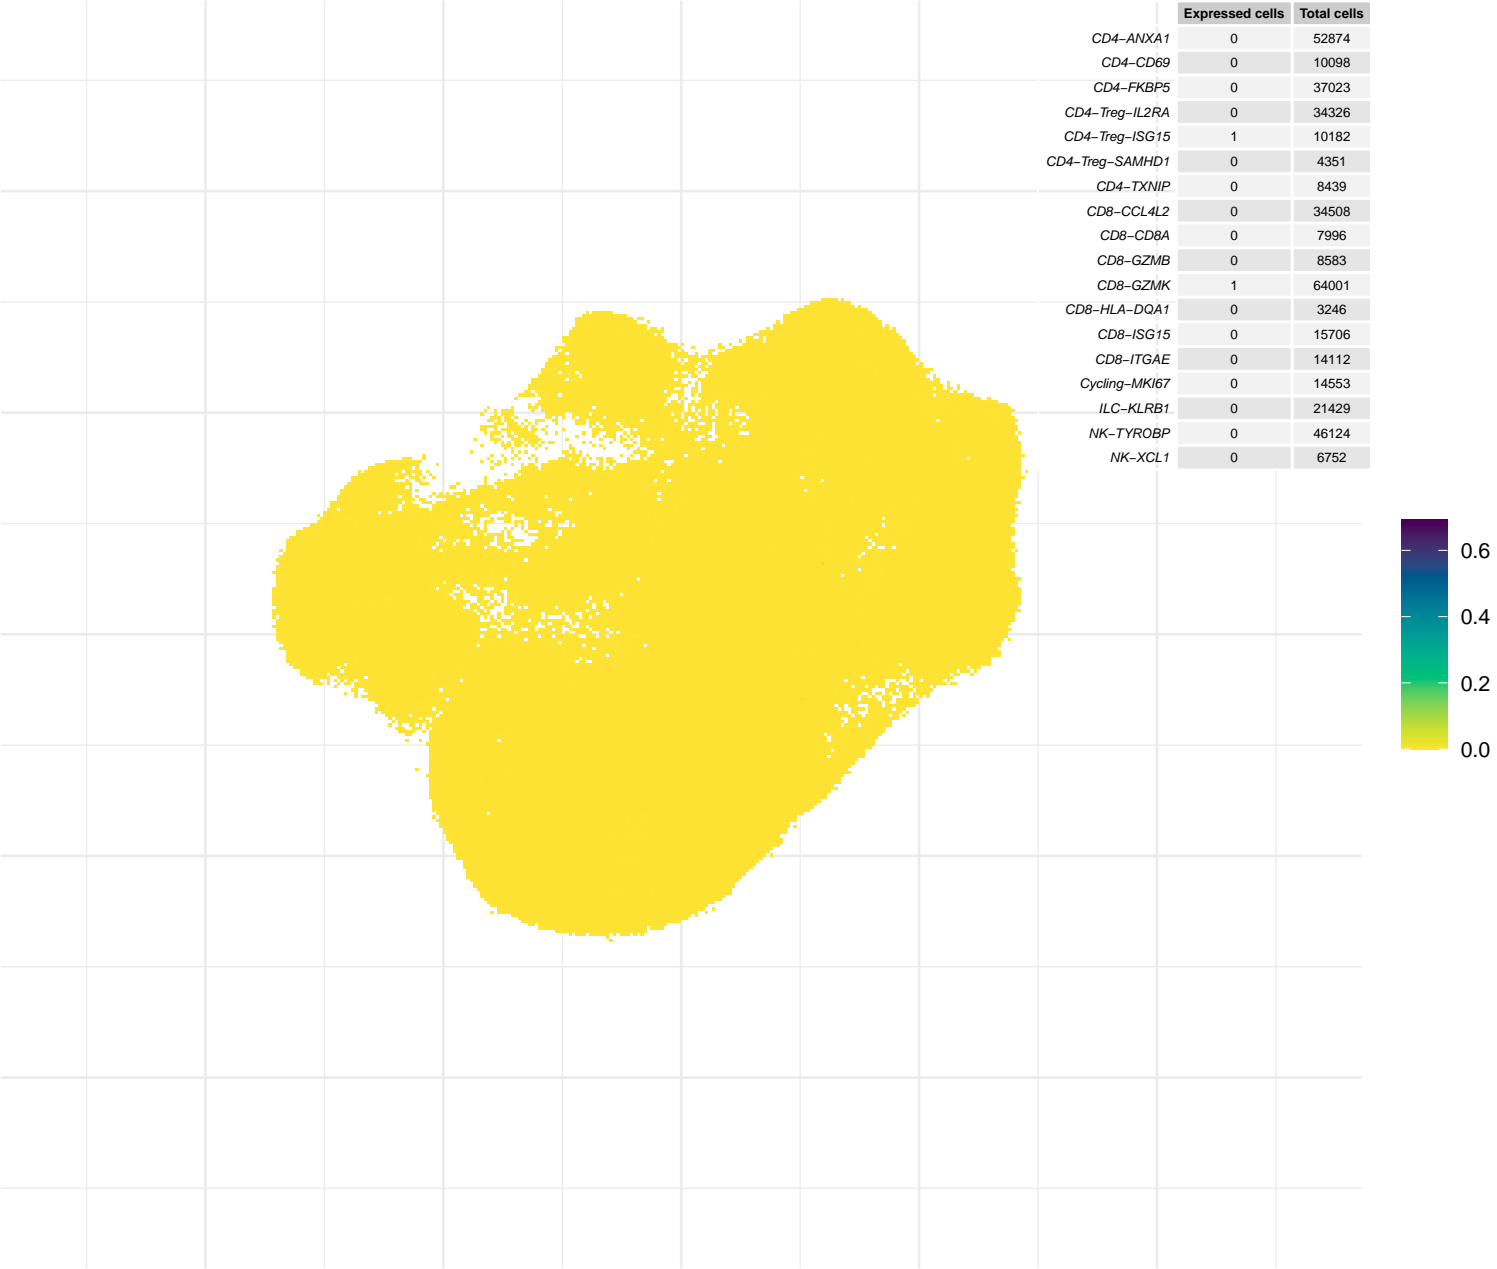 Expressed cells Total cells
CD4−ANXA1 0 52874
CD4−CD69 0 10098
CD4−FKBP5 0 37023
CD4−Treg−IL2RA 0 34326
CD4−Treg−ISG15 1 10182
CD4−Treg−SAMHD1 0 4351
CD4−TXNIP 0 8439
CD8−CCL4L2 0 34508
CD8−CD8A 0 7996
CD8−GZMB 0 8583
CD8−GZMK 1 64001
CD8−HLA−DQA1 0 3246
CD8−ISG15 0 15706
CD8−ITGAE 0 14112
Cycling−MKI67 0 14553
ILC−KLRB1 0 21429
NK−TYROBP 0 46124
NK−XCL1 0 6752
0.6
0.4
0.2
0.0